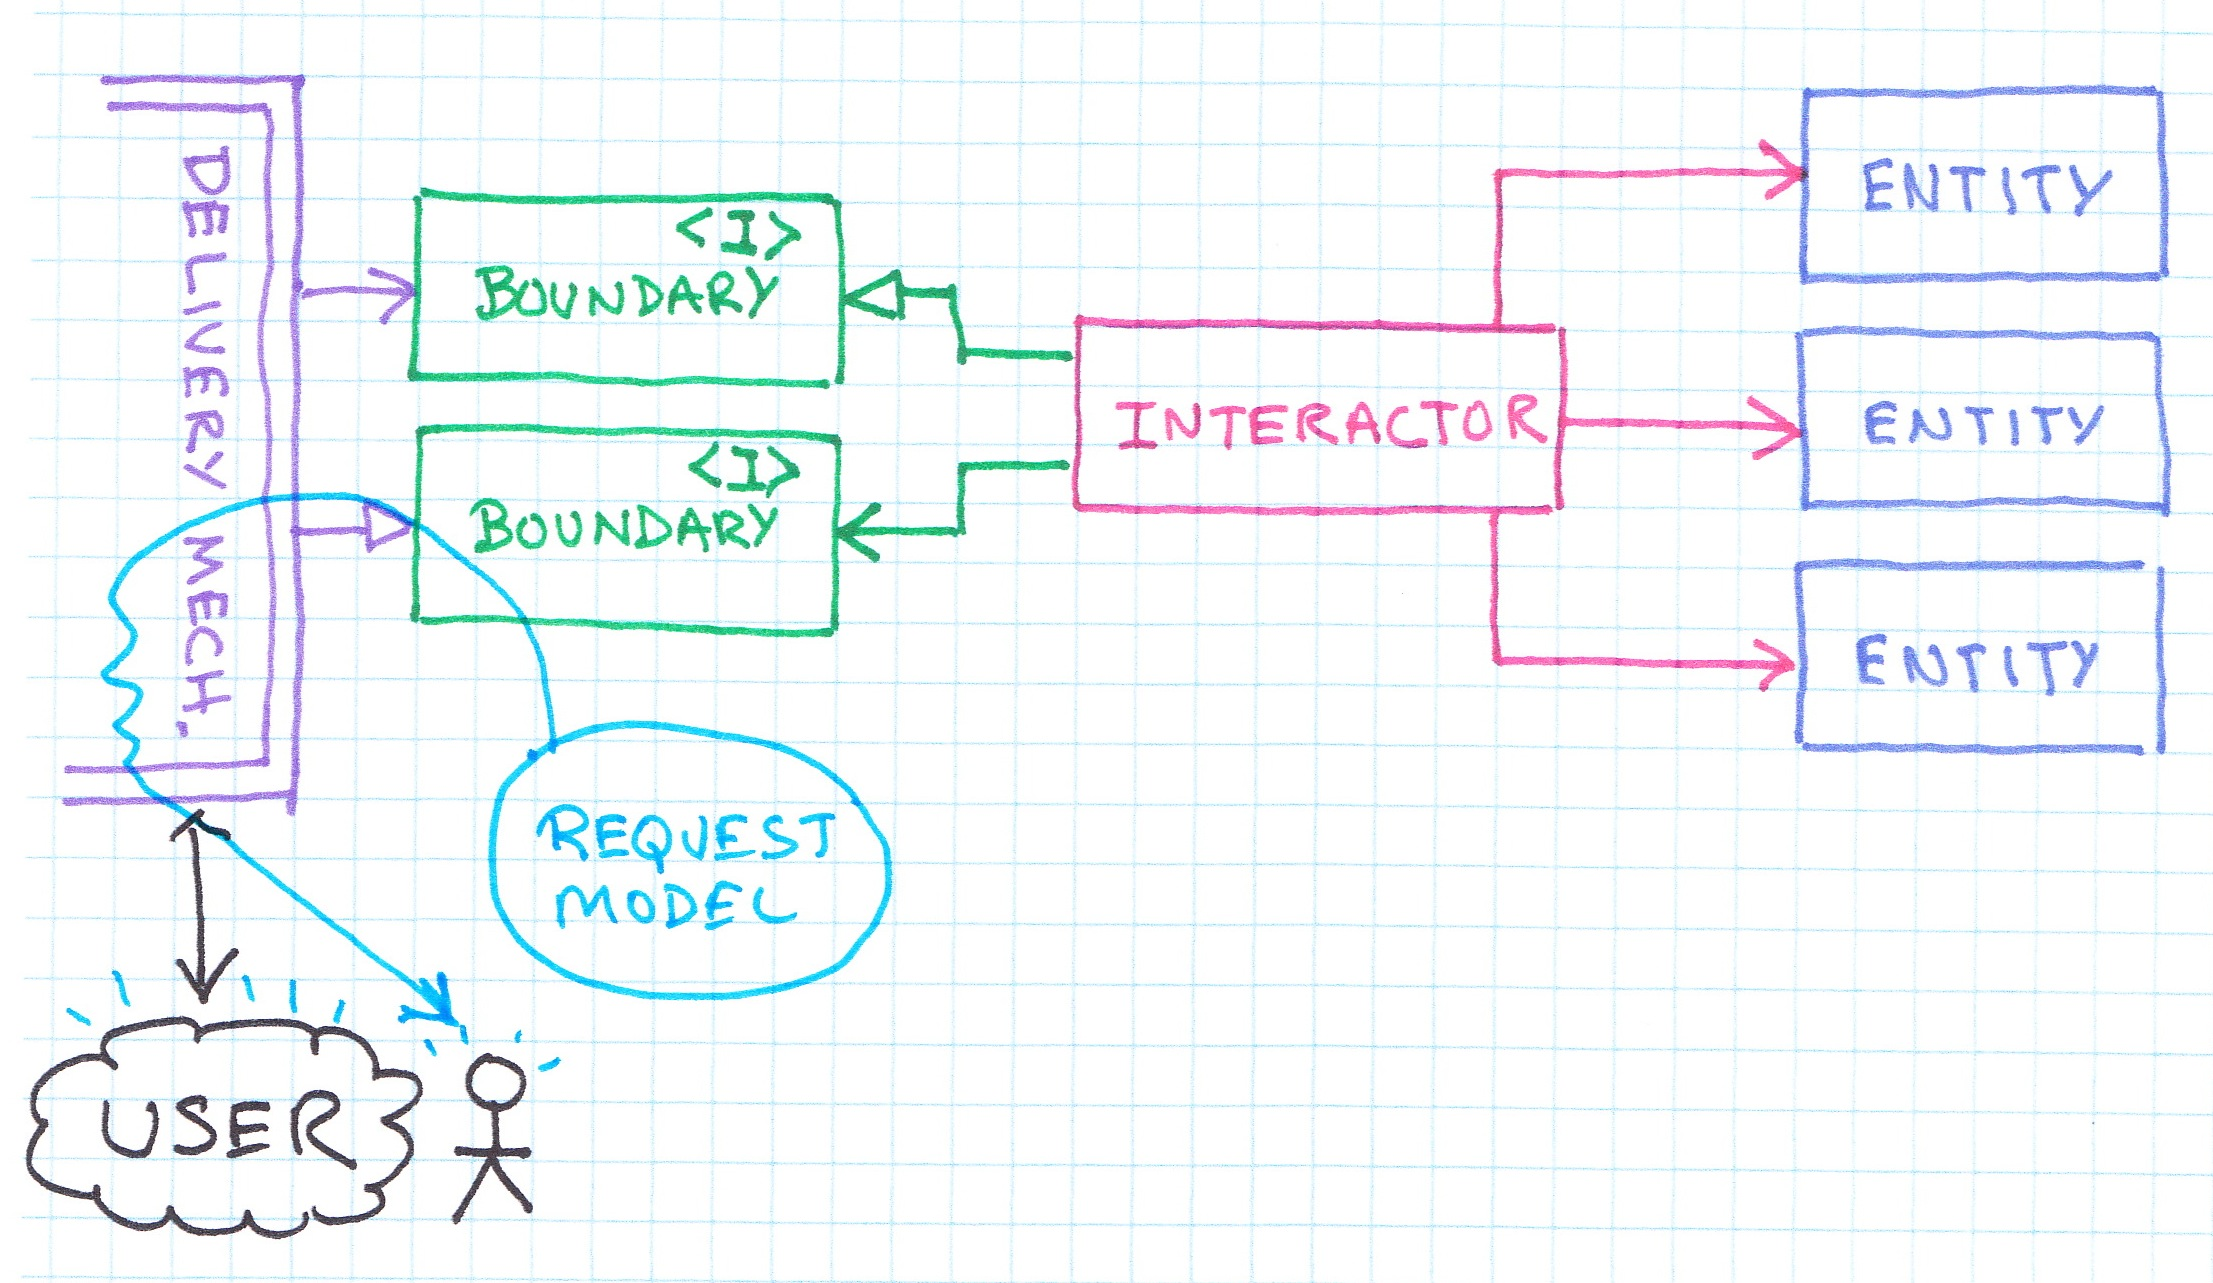 DELIVERY MECH.
<I>
BOUNDARY
<I>
BOUNDARY
INTERACTOR
ENTITY
ENTITY
ENTITY
REQUEST
MODEL
USER